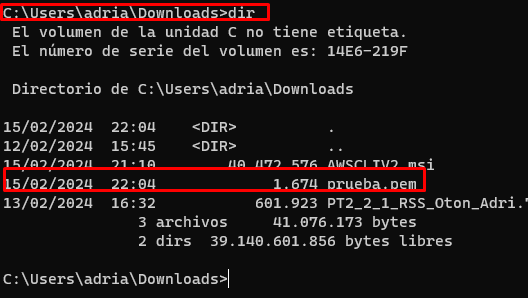 C:\Users\adria\Downloads>dir
El volumen de la unidad C no tiene etiqueta.
El número de serie del volumen es: 14E6-219F
Directorio de C:\Users\adria\Downloads
15/02/2024  22:04    <DIR>          .
12/02/2024  15:45    <DIR>          ..
15/02/2024  21:10        40.472.576 AWSCLIV2.msi
15/02/2024  22:04             1.674 prueba.pem
13/02/2024  16:32           601.923 PT2_2_1_RSS_Oton_Adri.
3 archivos     41.076.173 bytes
2 dirs  39.140.601.856 bytes libres
C:\Users\adria\Downloads>